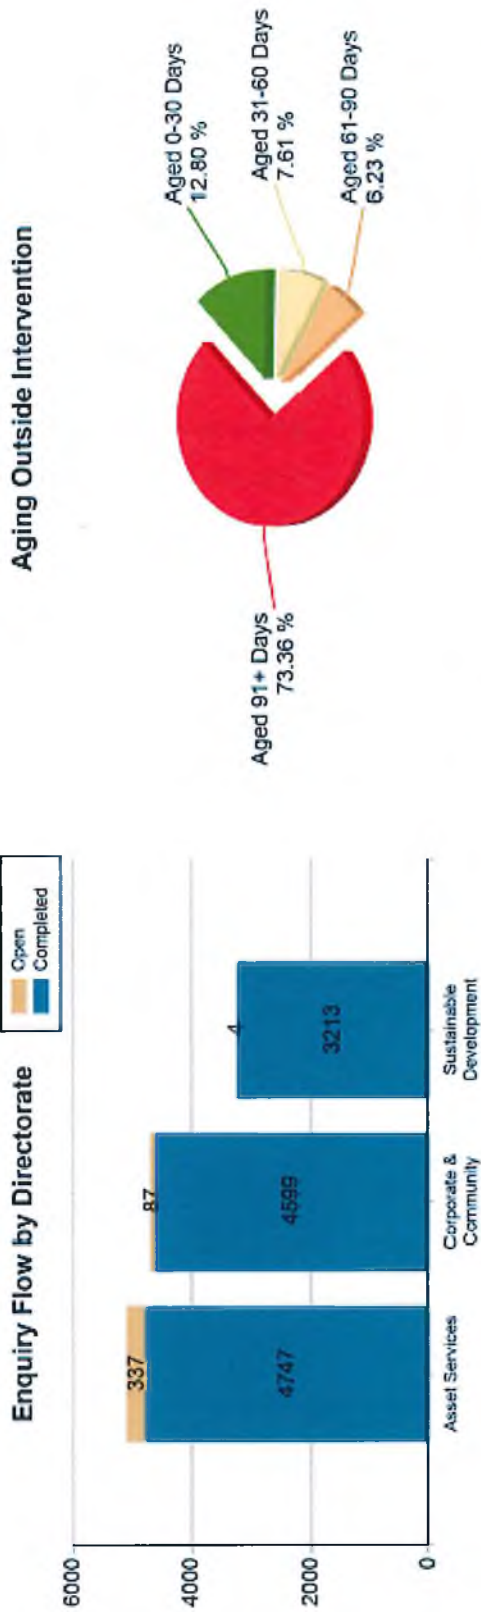 Enquiry Flow by Directorate
Open
Completed
6000
4000
2000
0
337
4747
87
4599
4
3213
Asset Services
Corporate &
Community
Sustainable
Development
Aging Outside Intervention
Aged 0-30 Days
12.80 %
Aged 31-60 Days
7.61 %
Aged 61-90 Days
6.23 %
Aged 91+ Days
73.36 %